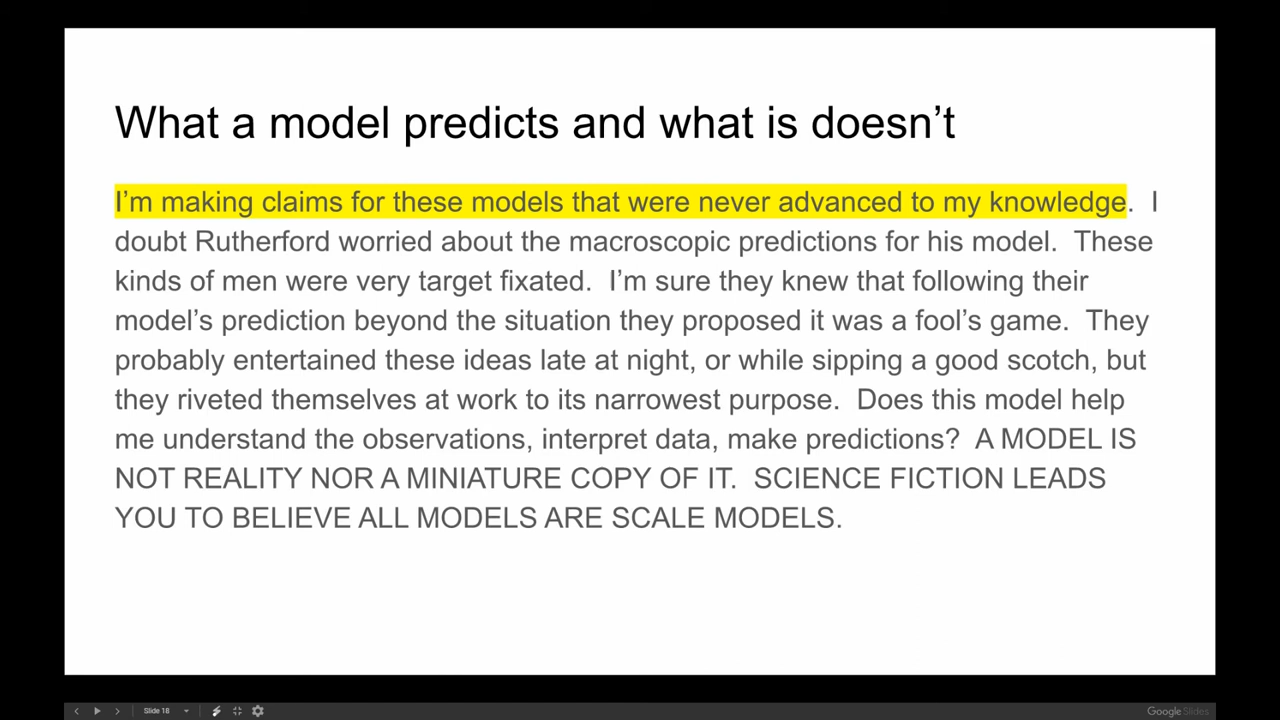 What a model predicts and what is doesn’t
I’m making claims for these models that were never advanced to my knowledge.  I
doubt Rutherford worried about the macroscopic predictions for his model.  These
kinds of men were very target fixated.  I’m sure they knew that following their
model’s prediction beyond the situation they proposed it was a fool’s game.  They
probably entertained these ideas late at night, or while sipping a good scotch, but
they riveted themselves at work to its narrowest purpose.  Does this model help
me understand the observations, interpret data, make predictions?  A MODEL IS
NOT REALITY NOR A MINIATURE COPY OF IT.  SCIENCE FICTION LEADS
YOU TO BELIEVE ALL MODELS ARE SCALE MODELS.
Slide 18
Google Slides